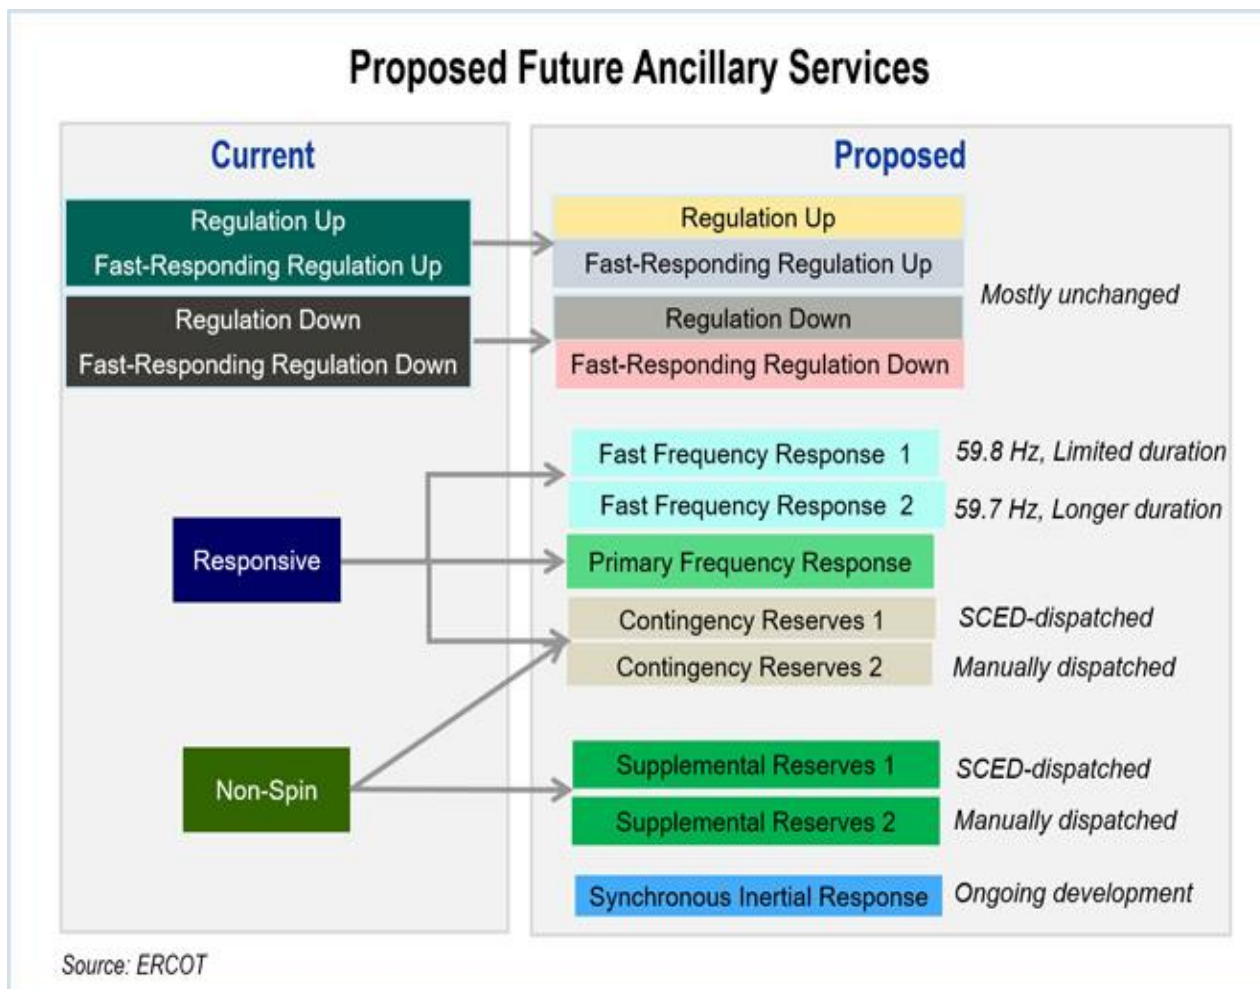 Proposed Future Ancillary Services
Current
Proposed
Regulation Up
Fast-Responding Regulation Up
Regulation Down
Fast-Responding Regulation Down
Regulation Up
Fast-Responding Regulation Up
Regulation Down
Fast-Responding Regulation Down
Mostly unchanged
Responsive
Fast Frequency Response 1
59.8 Hz, Limited duration
Fast Frequency Response 2
59.7 Hz, Longer duration
Primary Frequency Response
Contingency Reserves 1
SCED-dispatched
Contingency Reserves 2
Manually dispatched
Non-Spin
Supplemental Reserves 1
SCED-dispatched
Supplemental Reserves 2
Manually dispatched
Synchronous Inertial Response
Ongoing development
Source: ERCOT